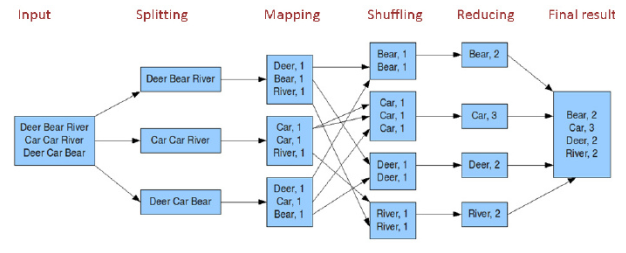 Input
Splitting
Mapping
Shuffling
Reducing
Final result
Deer Bear River
Car Car River
Deer Car Bear
Deer Bear River
Car Car River
Deer Car Bear
Deer, 1
Bear, 1
River, 1
Car, 1
Car, 1
River, 1
Deer, 1
Car, 1
Bear, 1
Bear, 1
Bear, 1
Car, 1
Car, 1
Car, 1
Deer, 1
Deer, 1
River, 1
River, 1
Bear, 2
Car, 3
Deer, 2
River, 2
Bear, 2
Car, 3
Deer, 2
River, 2